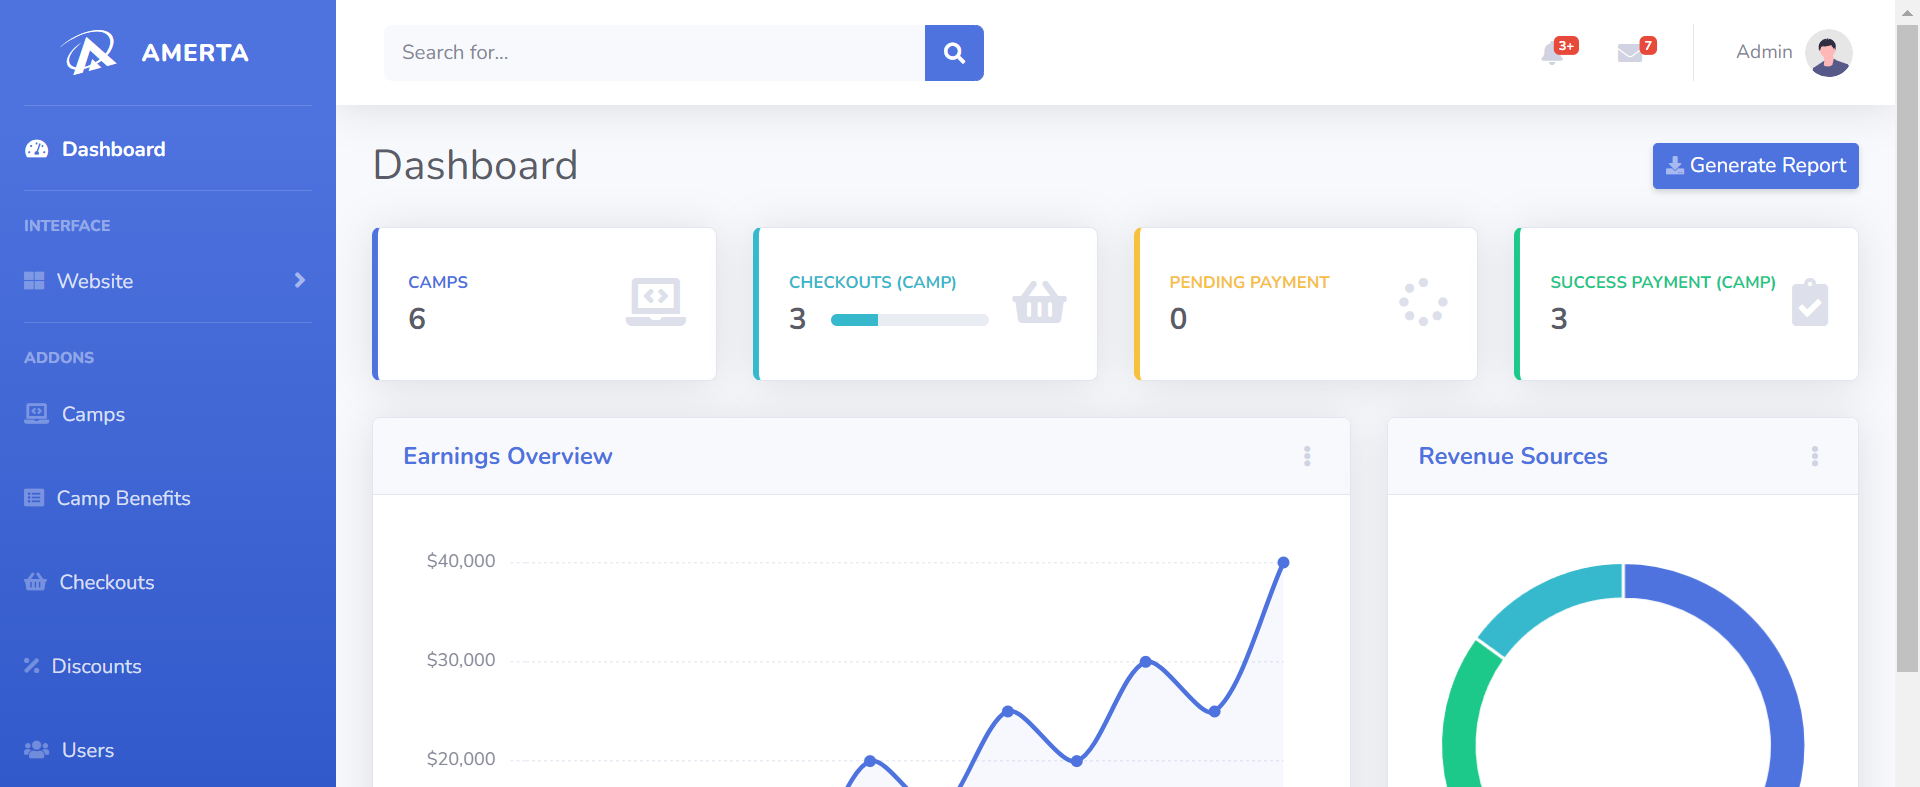 AMERTA
Search for...
3+
7
Admin
Dashboard
INTERFACE
Website
ADDONS
Camps
Camp Benefits
Checkouts
Discounts
Users
Dashboard
Generate Report
CAMPS
6
CHECKOUTS (CAMP)
3
PENDING PAYMENT
0
SUCCESS PAYMENT (CAMP)
3
Earnings Overview
$40,000
$30,000
$20,000
Revenue Sources